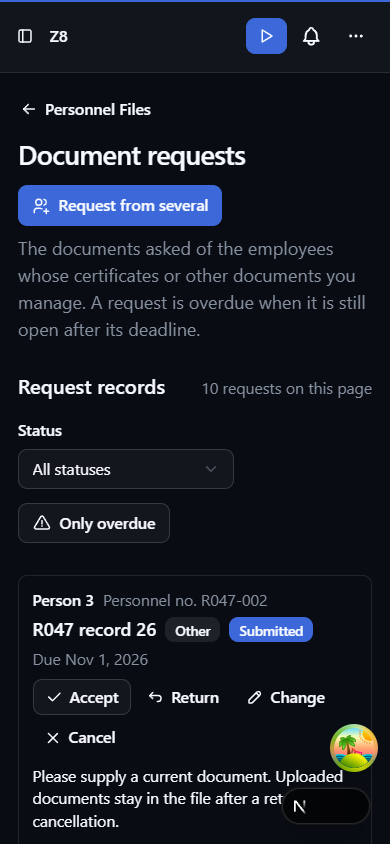 Z8
Personnel Files
Document requests
Request from several
The documents asked of the employees
whose certificates or other documents you
manage. A request is overdue when it is still
open after its deadline.
Request records
10 requests on this page
Status
All statuses
Only overdue
Person 3 Personnel no. R047-002
R047 record 26 Other Submitted
Due Nov 1, 2026
Accept Return Change
Cancel
Please supply a current document. Uploaded
documents stay in the file after a
cancellation.
N